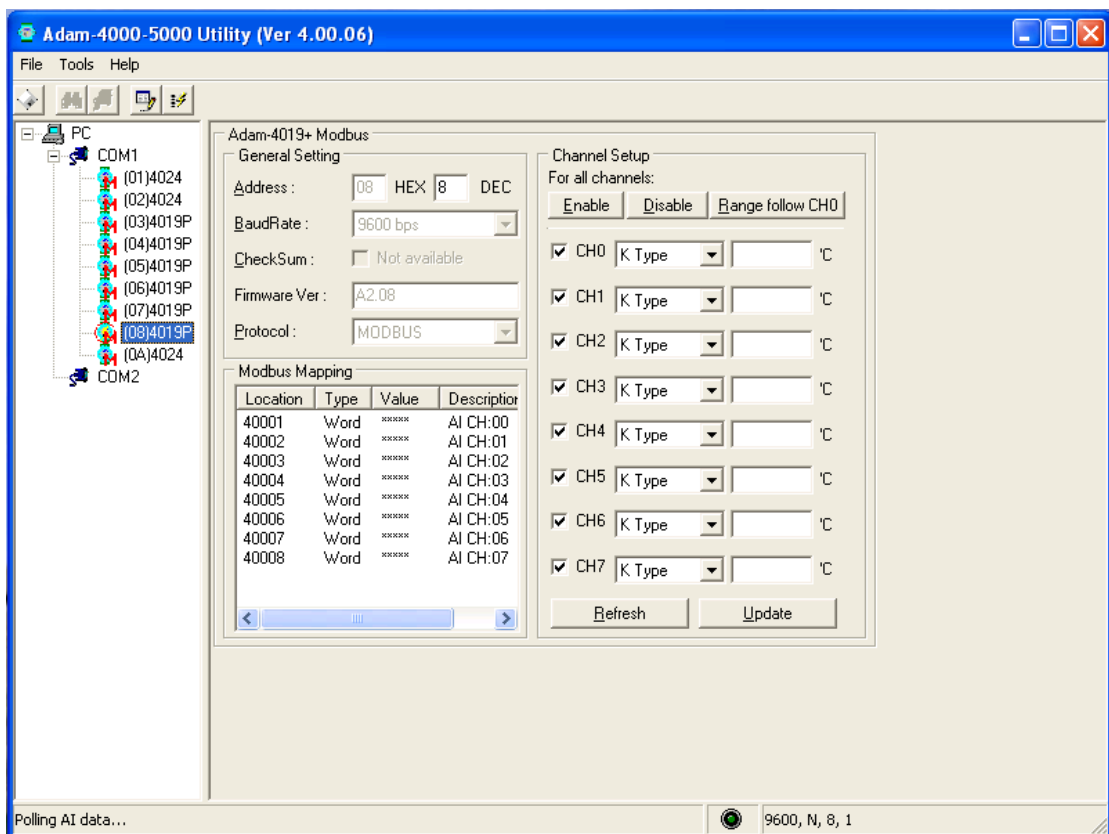 Adam-4000-5000 Utility (Ver 4.00.06)
File Tools Help
PC
COM1
(01)4024
(02)4024
(03)4019P
(04)4019P
(05)4019P
(06)4019P
(07)4019P
(08)4019P
(0A)4024
COM2
Adam-4019+ Modbus
General Setting
Address : 08 HEX 8 DEC
BaudRate : 9600 bps
CheckSum : Not available
Firmware Ver : A2.08
Protocol : MODBUS
Modbus Mapping
Location Type Value Description
40001 Word ***** AI CH:00
40002 Word ***** AI CH:01
40003 Word ***** AI CH:02
40004 Word ***** AI CH:03
40005 Word ***** AI CH:04
40006 Word ***** AI CH:05
40007 Word ***** AI CH:06
40008 Word ***** AI CH:07
Channel Setup
For all channels:
Enable Disable Range follow CH0
CH0 K Type 'C
CH1 K Type 'C
CH2 K Type 'C
CH3 K Type 'C
CH4 K Type 'C
CH5 K Type 'C
CH6 K Type 'C
CH7 K Type 'C
Refresh Update
Polling AI data... 9600, N, 8, 1